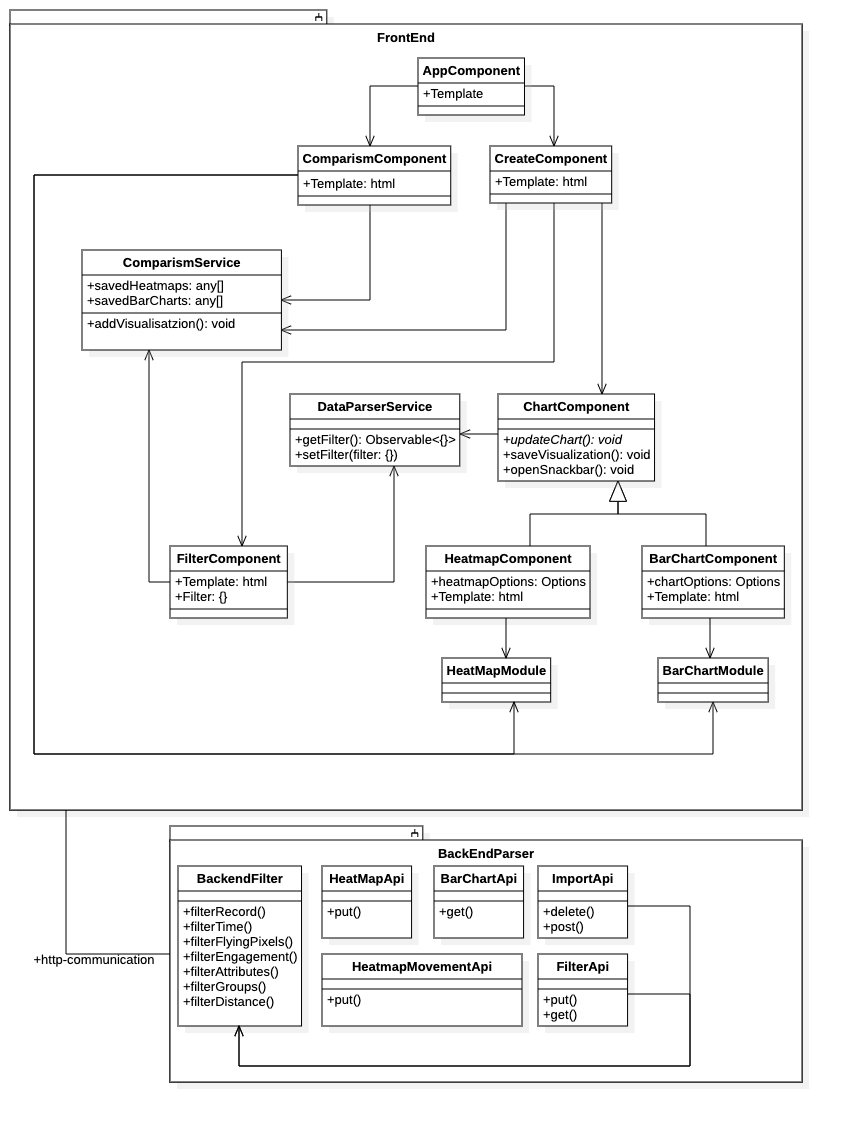 FrontEnd
AppComponent
+Template
ComparismComponent
+Template: html
CreateComponent
+Template: html
ComparismService
+savedHeatmaps: any[]
+savedBarCharts: any[]
+addVisualisatzion(): void
DataParserService
+getFilter(): Observable<{}>
+setFilter(filter: {})
ChartComponent
+updateChart(): void
+saveVisualization(): void
+openSnackbar(): void
FilterComponent
+Template: html
+Filter: {}
HeatmapComponent
+heatmapOptions: Options
+Template: html
BarChartComponent
+chartOptions: Options
+Template: html
HeatMapModule
BarChartModule
+http-communication
BackEndParser
BackendFilter
+filterRecord()
+filterTime()
+filterFlyingPixels()
+filterEngagement()
+filterAttributes()
+filterGroups()
+filterDistance()
HeatMapApi
+put()
BarChartApi
+get()
ImportApi
+delete()
+post()
HeatmapMovementApi
+put()
FilterApi
+put()
+get()